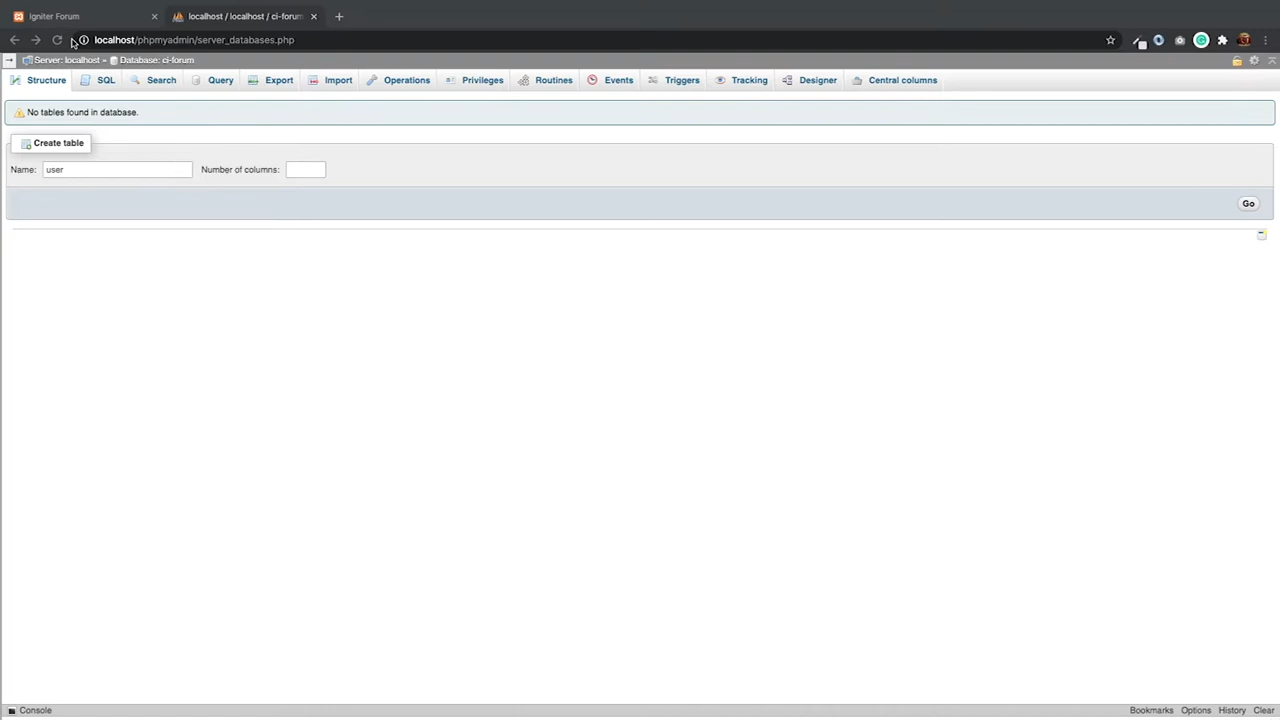 Igniter Forum
localhost / localhost / ci-forum
localhost/phpmyadmin/server_databases.php
Server: localhost » Database: ci-forum
Structure SQL Search Query Export Import Operations Privileges Routines Events Triggers Tracking Designer Central columns
No tables found in database.
Create table
Name: user Number of columns:
Go
Console Bookmarks Options History Clear